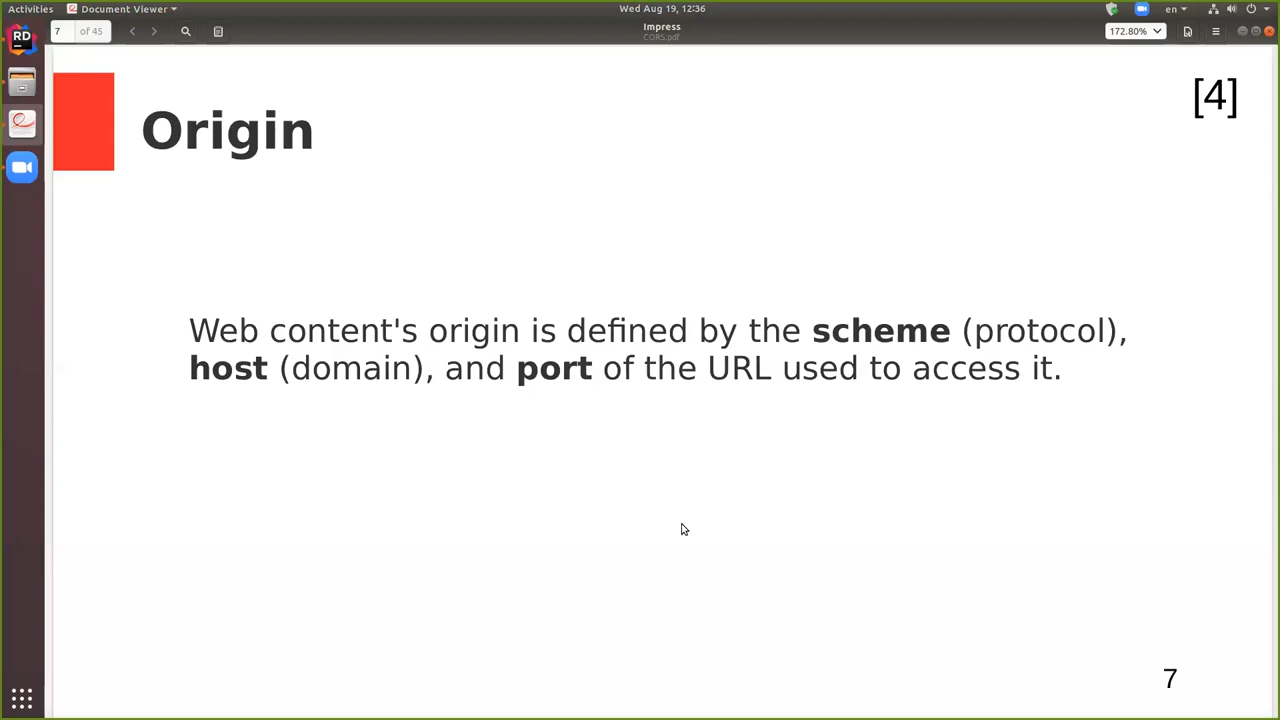 Activities
Document Viewer
Wed Aug 19, 12:36
en
7
of 45
Impress
CORS.pdf
172.80%
RD
[4]
Origin
Web content's origin is defined by the scheme (protocol),
host (domain), and port of the URL used to access it.
7